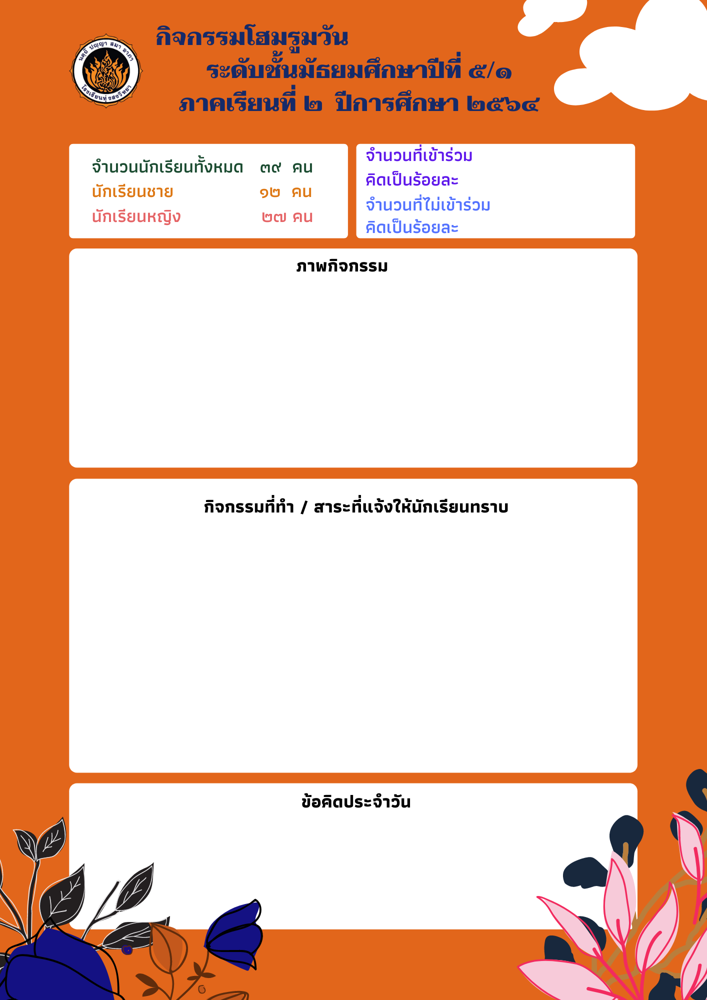 นตฺถิ ปญฺญา สมา อาภา
โรงเรียนทุ่งสงวิทยา
กิจกรรมโฮมรูมวัน
ระดับชั้นมัธยมศึกษาปีที่ ๕/๑
ภาคเรียนที่ ๒ ปีการศึกษา ๒๕๖๔
จำนวนนักเรียนทั้งหมด ๓๙ คน
นักเรียนชาย ๑๒ คน
นักเรียนหญิง ๒๗ คน
จำนวนที่เข้าร่วม
คิดเป็นร้อยละ
จำนวนที่ไม่เข้าร่วม
คิดเป็นร้อยละ
ภาพกิจกรรม
กิจกรรมที่ทำ / สาระที่แจ้งให้นักเรียนทราบ
ข้อคิดประจำวัน